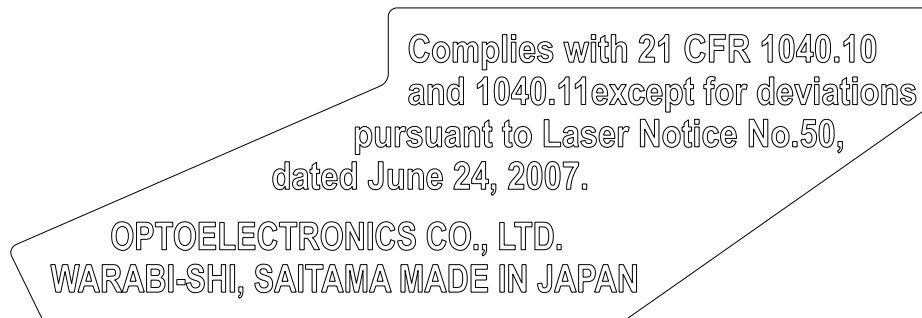 Complies with 21 CFR 1040.10
and 1040.11except for deviations
pursuant to Laser Notice No.50,
dated June 24, 2007.
OPTOELECTRONICS CO., LTD.
WARABI-SHI, SAITAMA MADE IN JAPAN